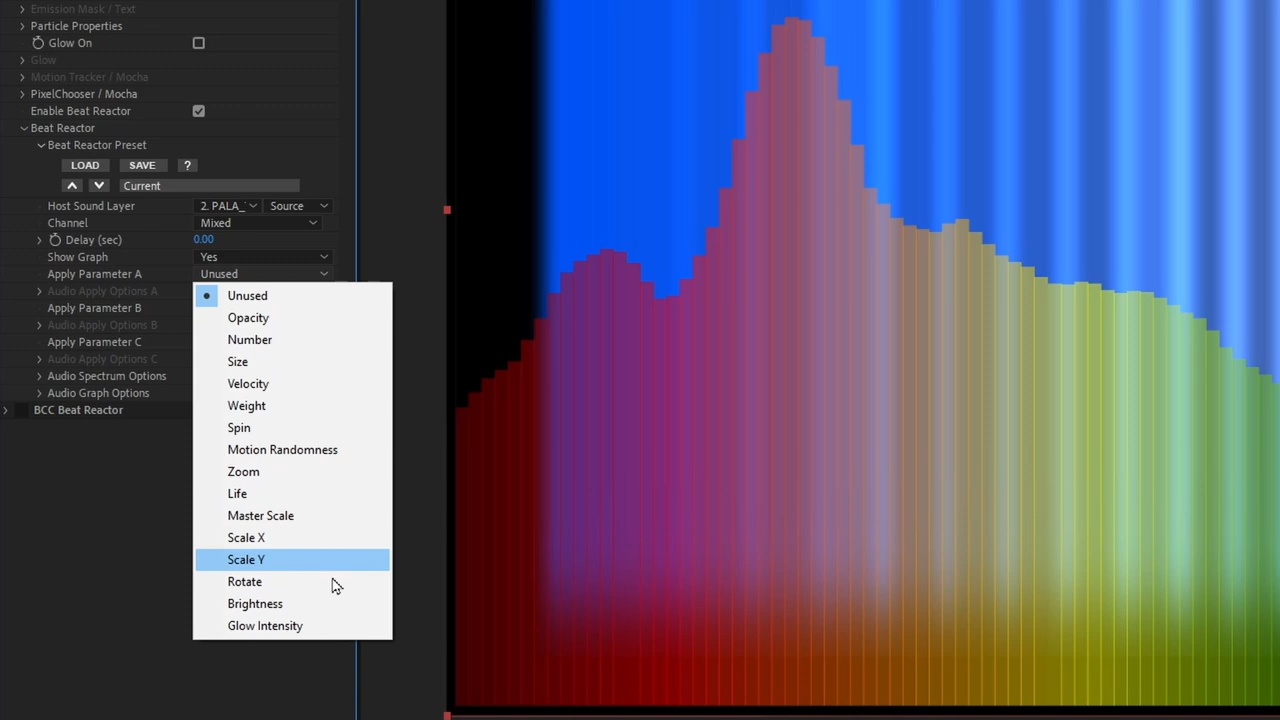 Emission Mask / Text
Particle Properties
Glow On
Glow
Motion Tracker / Mocha
PixelChooser / Mocha
Enable Beat Reactor
Beat Reactor
Beat Reactor Preset
LOAD SAVE ?
Current
Host Sound Layer 2. PALA_ Source
Channel Mixed
Delay (sec) 0.00
Show Graph Yes
Apply Parameter A Unused
Audio Apply Options A
Apply Parameter B
Audio Apply Options B
Apply Parameter C
Audio Apply Options C
Audio Spectrum Options
Audio Graph Options
BCC Beat Reactor
Unused
Opacity
Number
Size
Velocity
Weight
Spin
Motion Randomness
Zoom
Life
Master Scale
Scale X
Scale Y
Rotate
Brightness
Glow Intensity